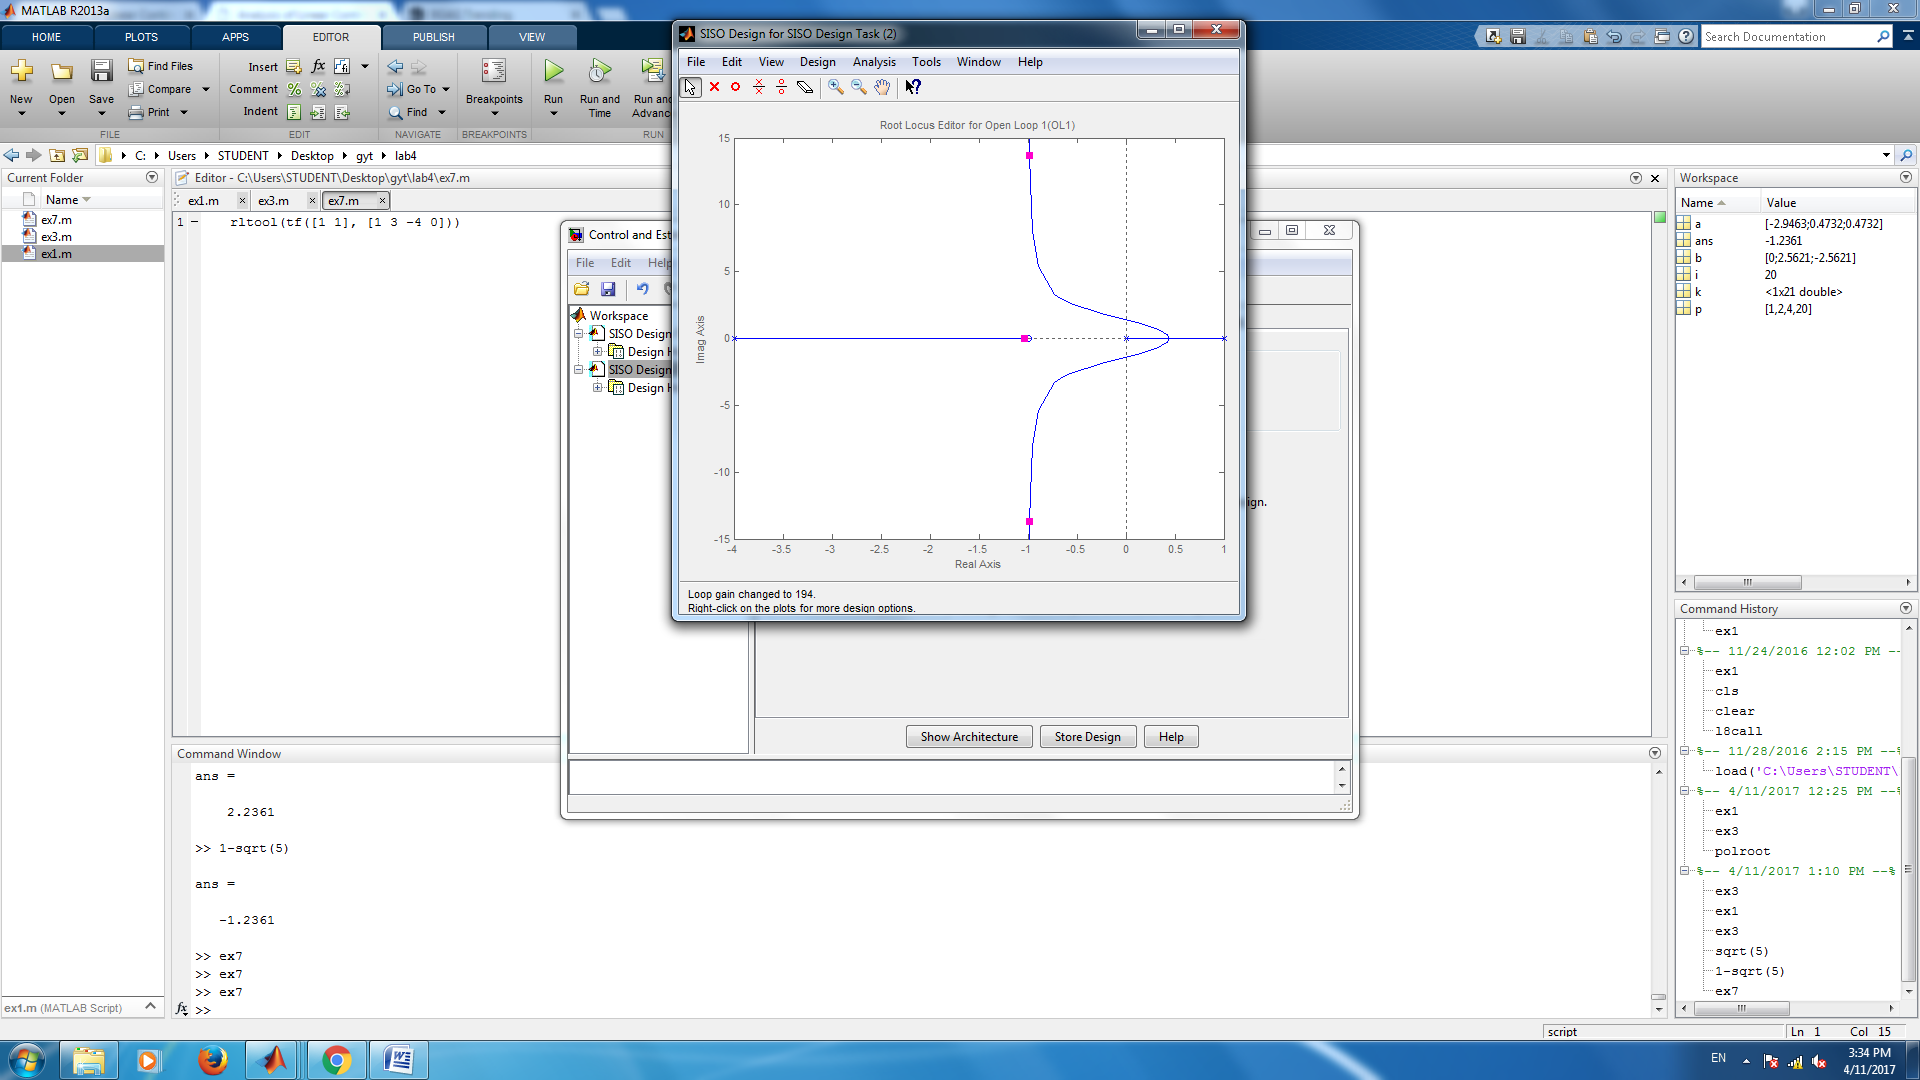 MATLAB R2013a
HOME PLOTS APPS EDITOR PUBLISH VIEW
Search Documentation
New Open Save
Find Files
Compare
Print
FILE
Insert
Comment
Indent
EDIT
Go To
Find
NAVIGATE
Breakpoints
BREAKPOINTS
Run
Run and Time
Run and Advanc
RUN
C: Users STUDENT Desktop gyt lab4
Current Folder
Name
ex7.m
ex3.m
ex1.m
ex1.m (MATLAB Script)
Editor - C:\Users\STUDENT\Desktop\gyt\lab4\ex7.m
ex1.m ex3.m ex7.m
1 rltool(tf([1 1], [1 3 -4 0]))
Control and Est
File Edit Help
Workspace
SISO Design
Design H
SISO Design
Design H
ign.
Show Architecture Store Design Help
SISO Design for SISO Design Task (2)
File Edit View Design Analysis Tools Window Help
Root Locus Editor for Open Loop 1(OL1)
15
10
5
0
-5
-10
-15
Imag Axis
-4 -3.5 -3 -2.5 -2 -1.5 -1 -0.5 0 0.5 1
Real Axis
Loop gain changed to 194.
Right-click on the plots for more design options.
Command Window
ans =
2.2361
>> 1-sqrt(5)
ans =
-1.2361
>> ex7
>> ex7
>> ex7
fx >>
Workspace
Name Value
a [-2.9463;0.4732;0.4732]
ans -1.2361
b [0;2.5621;-2.5621]
i 20
k <1x21 double>
p [1,2,4,20]
Command History
ex1
%-- 11/24/2016 12:02 PM --
ex1
cls
clear
l8call
%-- 11/28/2016 2:15 PM --%
load('C:\Users\STUDENT\
%-- 4/11/2017 12:25 PM --%
ex1
ex3
polroot
%-- 4/11/2017 1:10 PM --%
ex3
ex1
ex3
sqrt(5)
1-sqrt(5)
ex7
script Ln 1 Col 15
EN
3:34 PM
4/11/2017